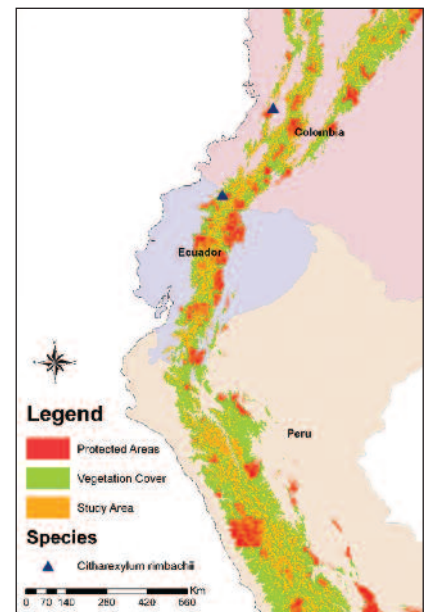 Colombia
Ecuador
Peru
Legend
Protected Areas
Vegetation Cover
Study Area
Species
Citharexylum rimbachii
Km
0 70 140 280 420 560